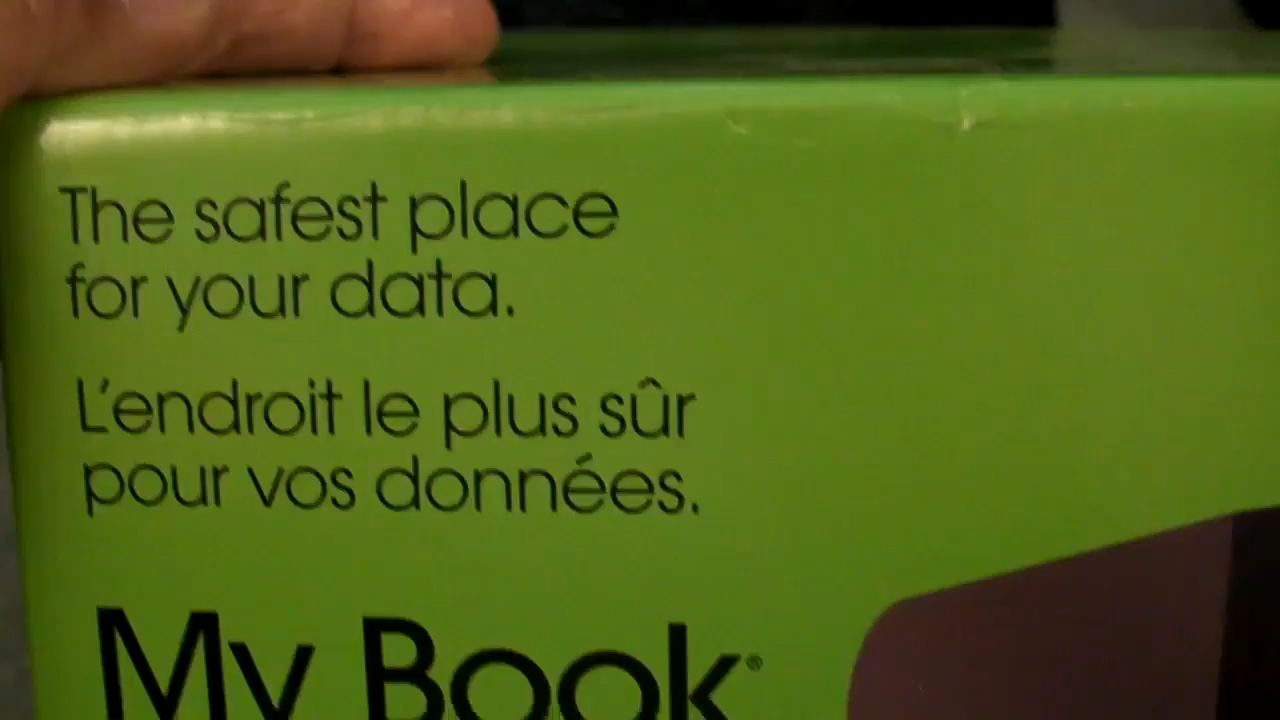 The safest place
for your data.
L'endroit le plus sûr
pour vos données.
My Book®